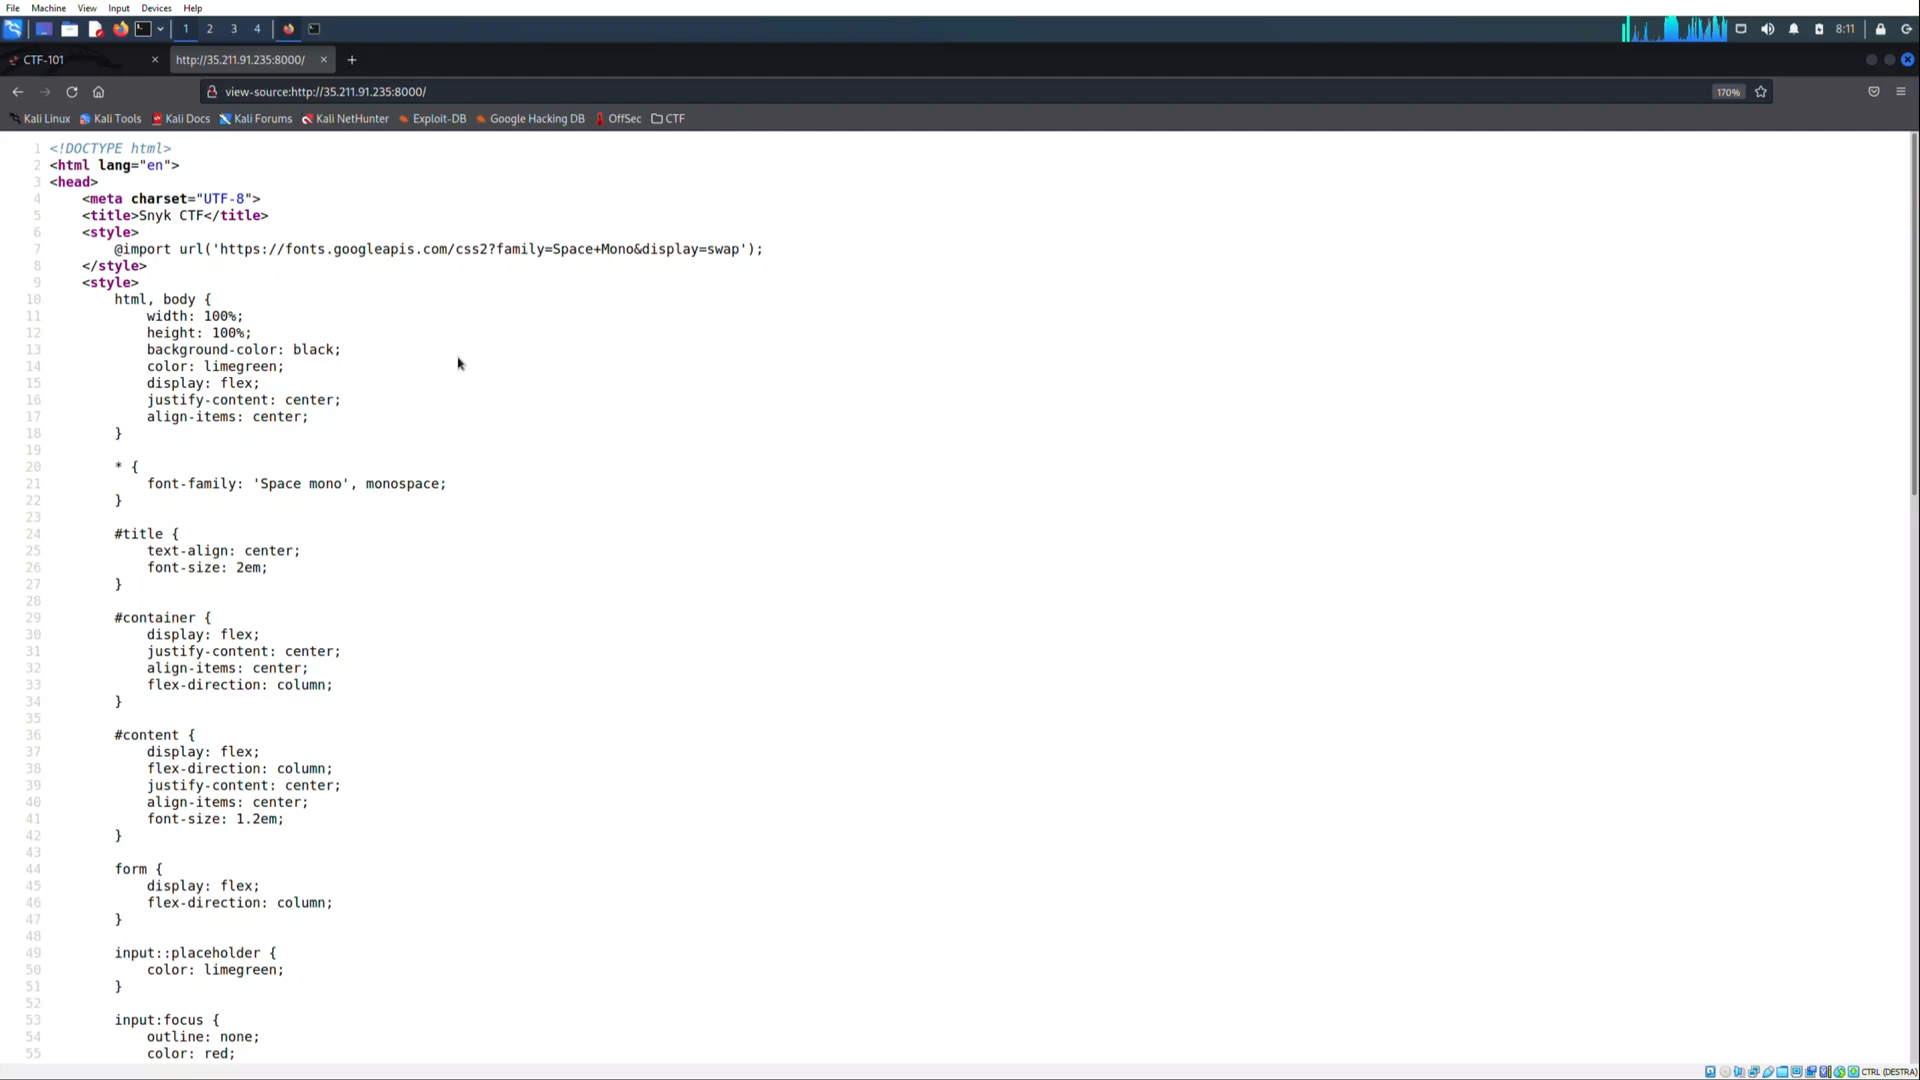 File Machine View Input Devices Help
1 2 3 4 8:11
CTF-101 http://35.211.91.235:8000/
view-source:http://35.211.91.235:8000/ 170%
Kali Linux Kali Tools Kali Docs Kali Forums Kali NetHunter Exploit-DB Google Hacking DB OffSec CTF
1 <!DOCTYPE html>
2 <html lang="en">
3 <head>
4 <meta charset="UTF-8">
5 <title>Snyk CTF</title>
6 <style>
7 @import url('https://fonts.googleapis.com/css2?family=Space+Mono&display=swap');
8 </style>
9 <style>
10 html, body {
11 width: 100%;
12 height: 100%;
13 background-color: black;
14 color: limegreen;
15 display: flex;
16 justify-content: center;
17 align-items: center;
18 }
19
20 * {
21 font-family: 'Space mono', monospace;
22 }
23
24 #title {
25 text-align: center;
26 font-size: 2em;
27 }
28
29 #container {
30 display: flex;
31 justify-content: center;
32 align-items: center;
33 flex-direction: column;
34 }
35
36 #content {
37 display: flex;
38 flex-direction: column;
39 justify-content: center;
40 align-items: center;
41 font-size: 1.2em;
42 }
43
44 form {
45 display: flex;
46 flex-direction: column;
47 }
48
49 input::placeholder {
50 color: limegreen;
51 }
52
53 input:focus {
54 outline: none;
55 color: red;
CTRL (DESTRA)